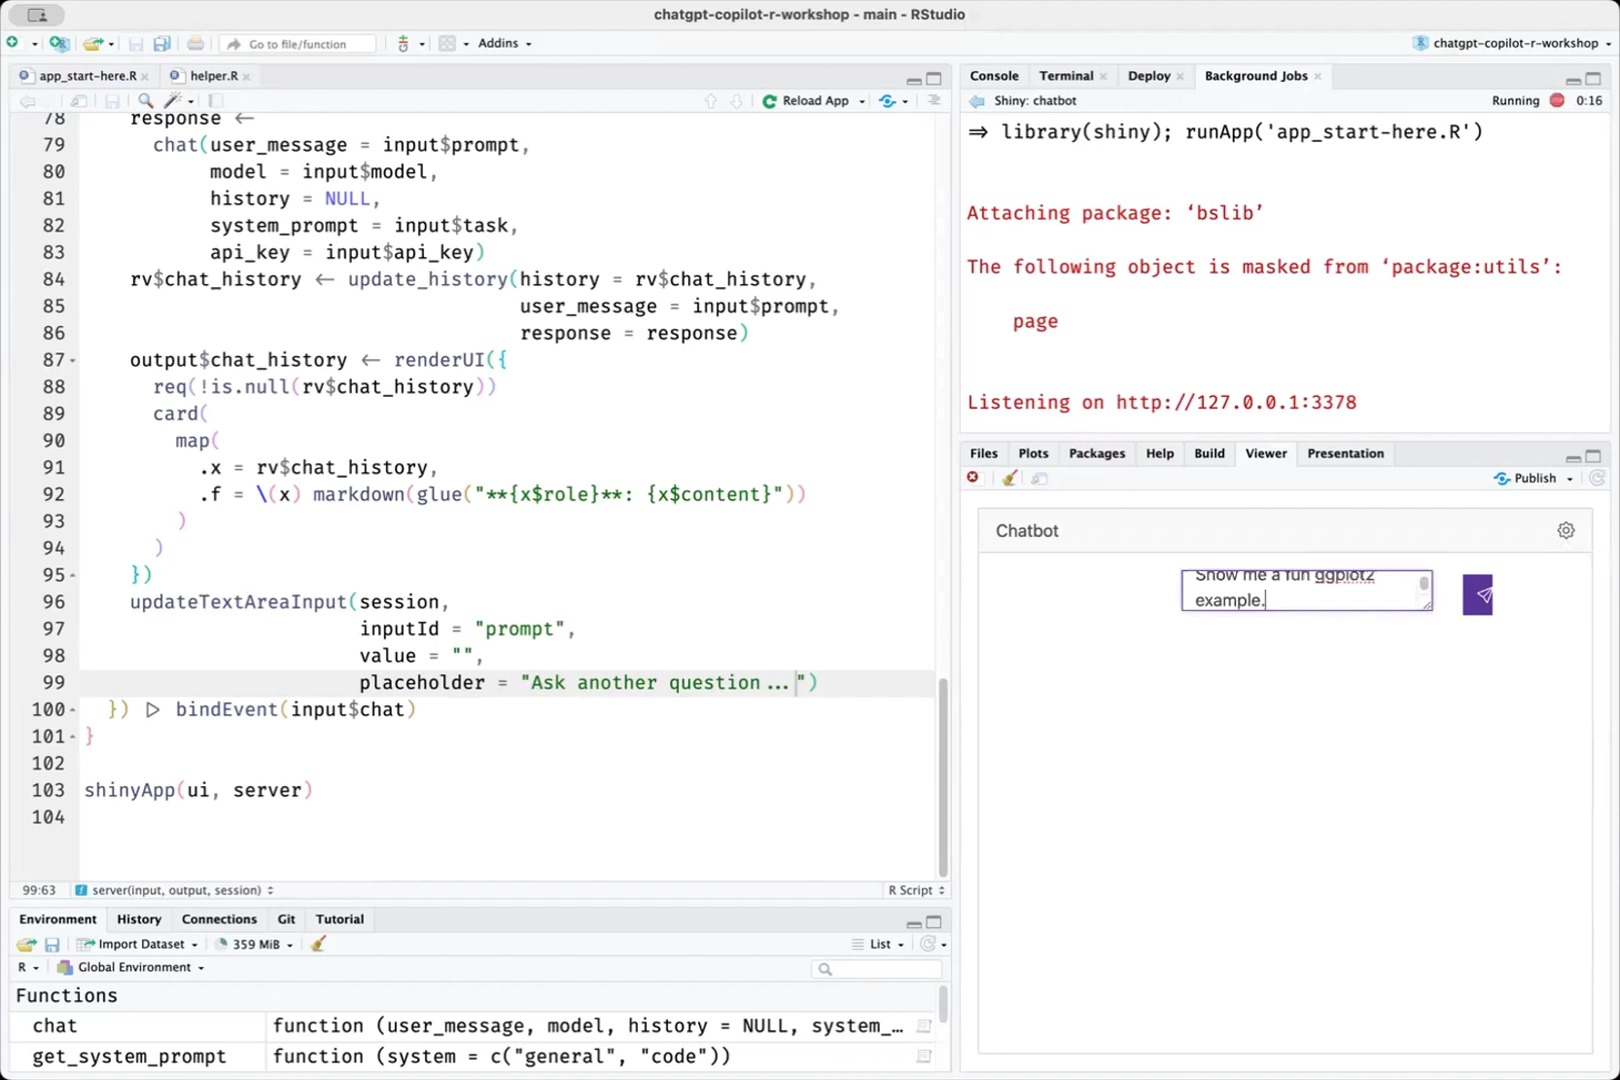 chatgpt-copilot-r-workshop - main - RStudio
Go to file/function
Addins
chatgpt-copilot-r-workshop
app_start-here.R
helper.R
Reload App
78 response <-
79 chat(user_message = input$prompt,
80 model = input$model,
81 history = NULL,
82 system_prompt = input$task,
83 api_key = input$api_key)
84 rv$chat_history <- update_history(history = rv$chat_history,
85 user_message = input$prompt,
86 response = response)
87 output$chat_history <- renderUI({
88 req(!is.null(rv$chat_history))
89 card(
90 map(
91 .x = rv$chat_history,
92 .f = \(x) markdown(glue("**{x$role}**: {x$content}"))
93 )
94 )
95 })
96 updateTextAreaInput(session,
97 inputId = "prompt",
98 value = "",
99 placeholder = "Ask another question...")
100 }) |> bindEvent(input$chat)
101 }
102
103 shinyApp(ui, server)
104
99:63 server(input, output, session)
R Script
Environment History Connections Git Tutorial
Import Dataset 359 MiB List
R Global Environment
Functions
chat function (user_message, model, history = NULL, system_…
get_system_prompt function (system = c("general", "code"))
Console Terminal Deploy Background Jobs
Shiny: chatbot Running 0:16
=> library(shiny); runApp('app_start-here.R')
Attaching package: ‘bslib’
The following object is masked from ‘package:utils’:
page
Listening on http://127.0.0.1:3378
Files Plots Packages Help Build Viewer Presentation
Publish
Chatbot
Show me a fun ggplot2
example.